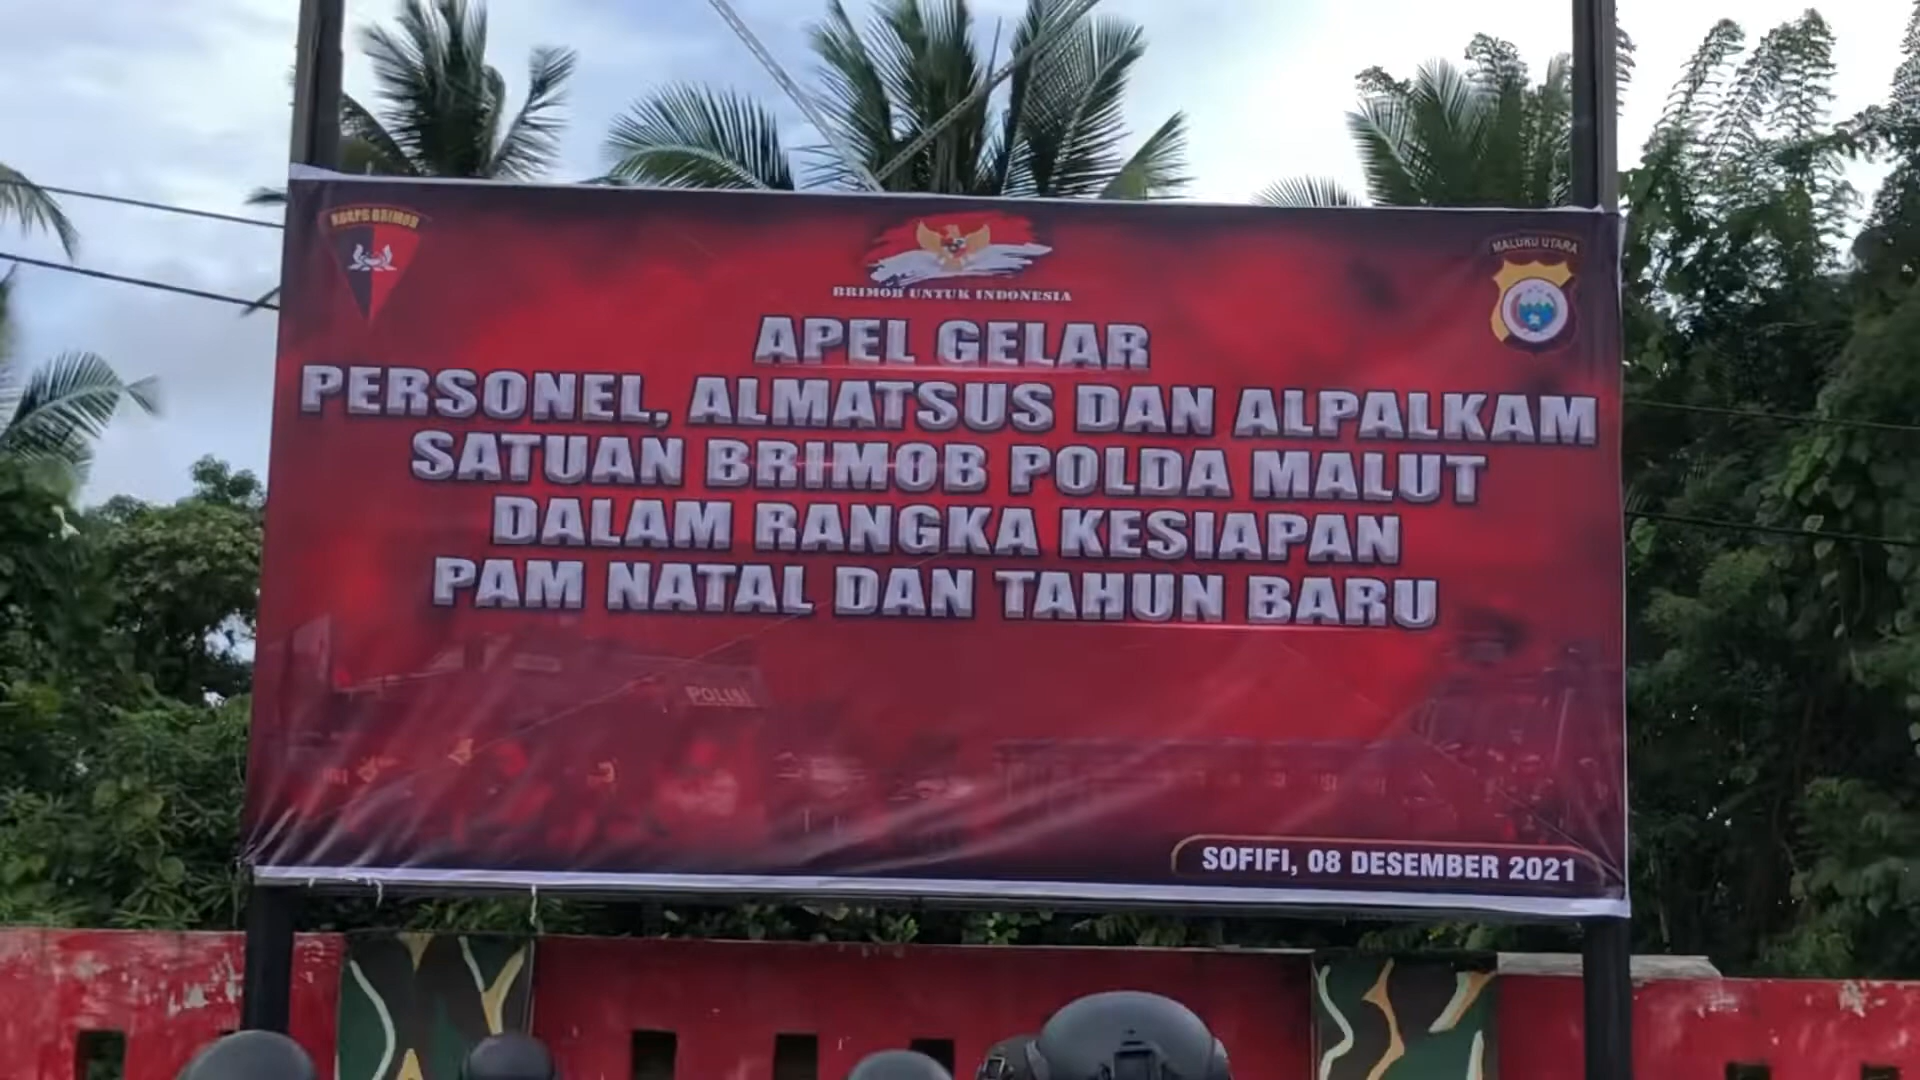 KORPS BRIMOB
MALUKU UTARA
BRIMOB UNTUK INDONESIA
APEL GELAR
PERSONEL, ALMATSUS DAN ALPALKAM
SATUAN BRIMOB POLDA MALUT
DALAM RANGKA KESIAPAN
PAM NATAL DAN TAHUN BARU
POLISI
SOFIFI, 08 DESEMBER 2021